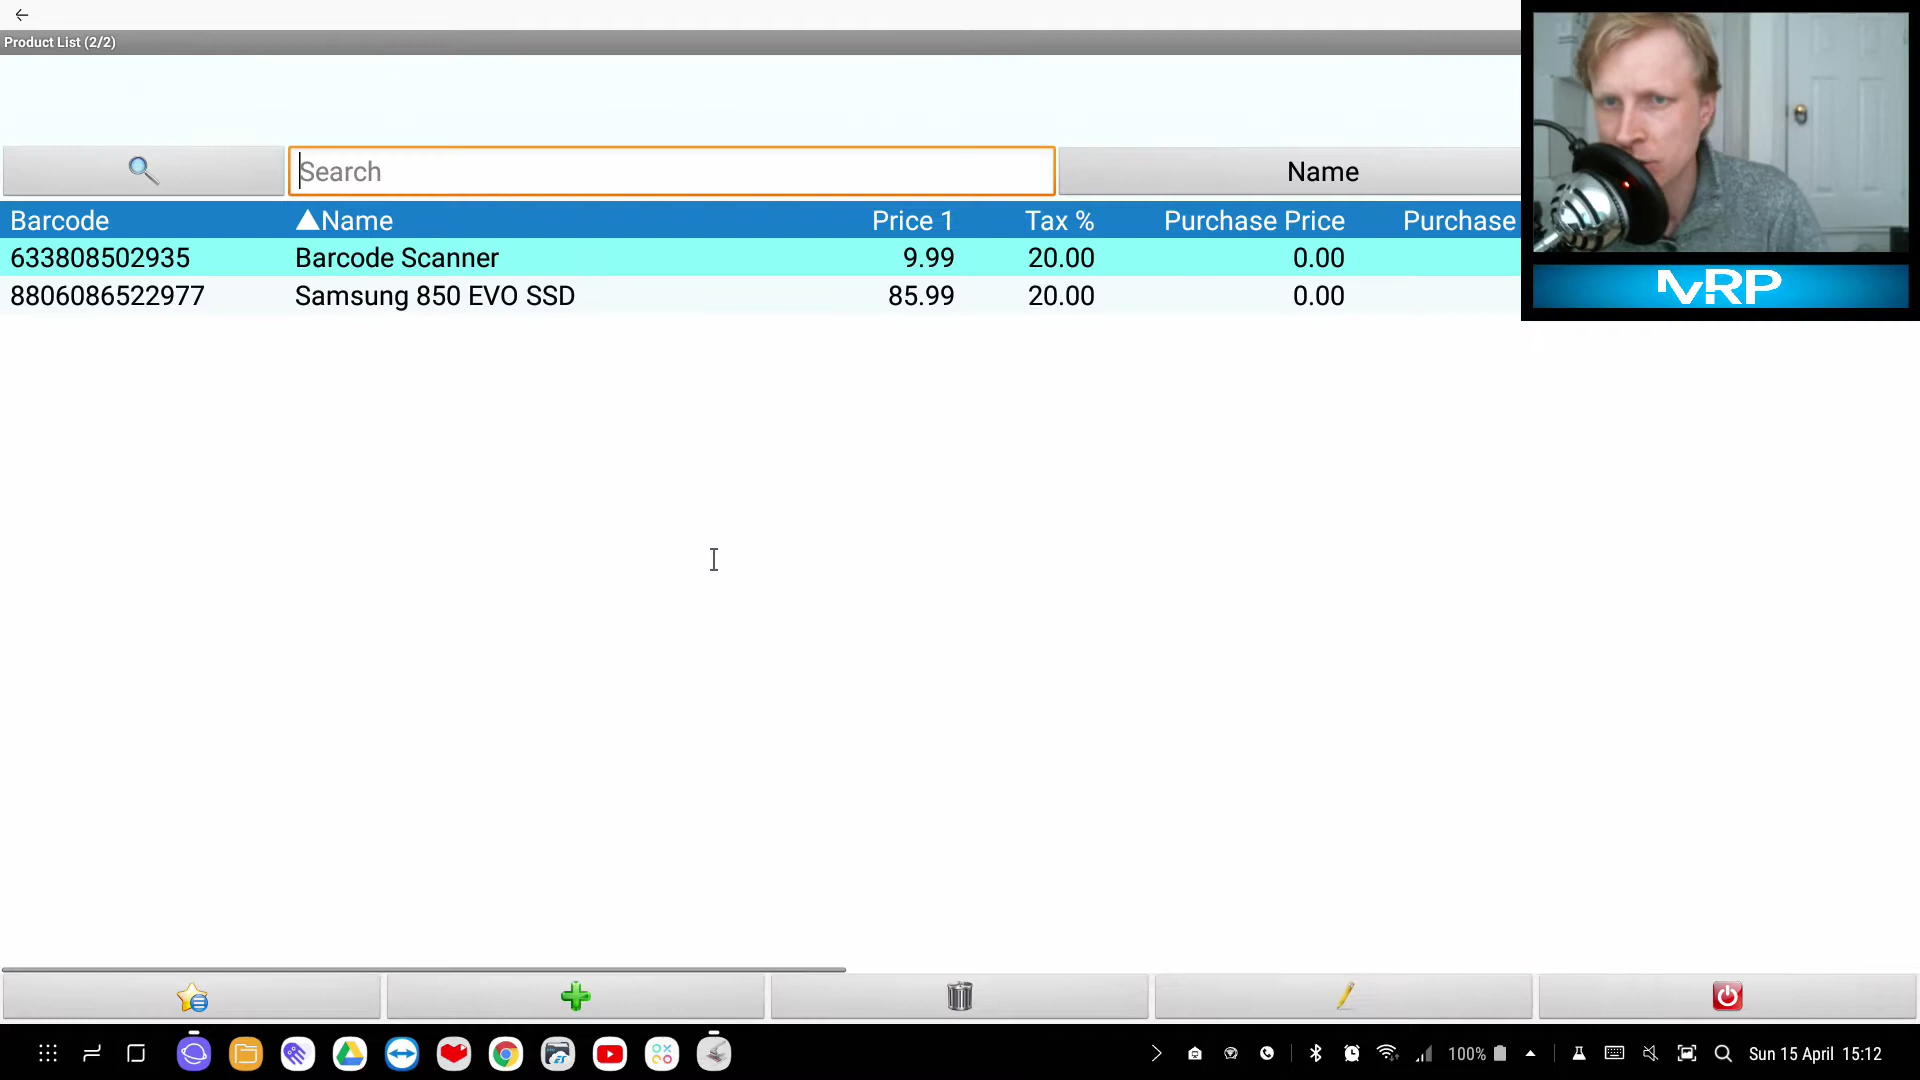 Product List (2/2)
Search
Name
Barcode ▲Name Price 1 Tax % Purchase Price Purchase
633808502935 Barcode Scanner 9.99 20.00 0.00
8806086522977 Samsung 850 EVO SSD 85.99 20.00 0.00
MRP
100%
Sun 15 April 15:12